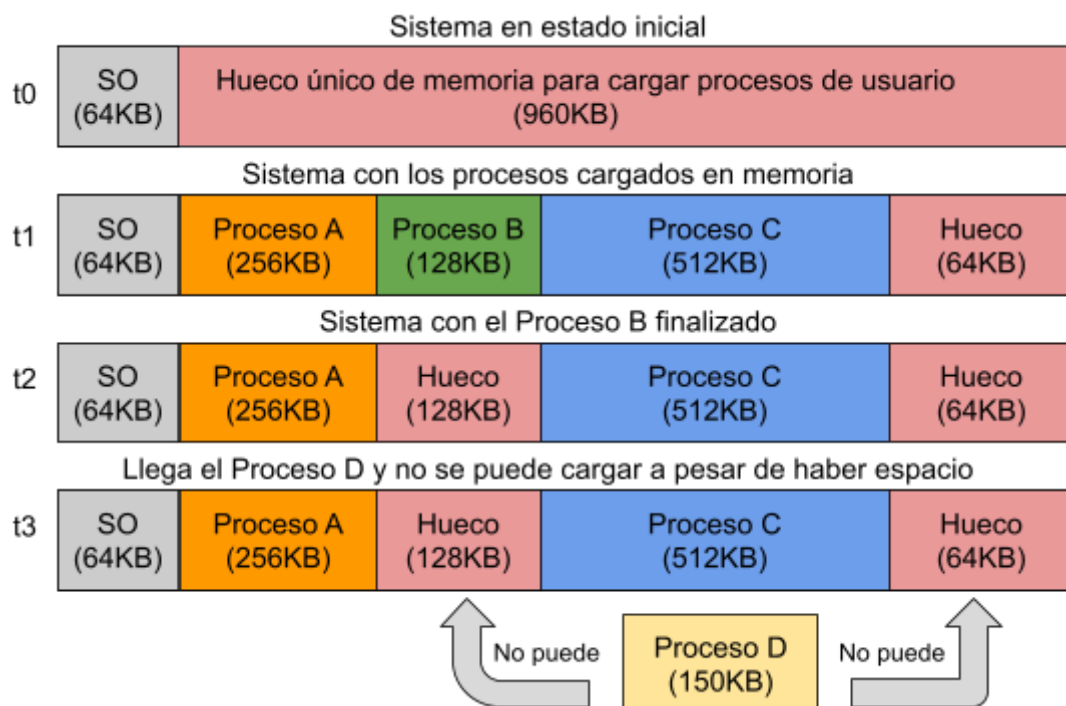 Sistema en estado inicial
t0
SO
(64KB)
Hueco único de memoria para cargar procesos de usuario
(960KB)
Sistema con los procesos cargados en memoria
t1
SO
(64KB)
Proceso A
(256KB)
Proceso B
(128KB)
Proceso C
(512KB)
Hueco
(64KB)
Sistema con el Proceso B finalizado
t2
SO
(64KB)
Proceso A
(256KB)
Hueco
(128KB)
Proceso C
(512KB)
Hueco
(64KB)
Llega el Proceso D y no se puede cargar a pesar de haber espacio
t3
SO
(64KB)
Proceso A
(256KB)
Hueco
(128KB)
Proceso C
(512KB)
Hueco
(64KB)
No puede
Proceso D
(150KB)
No puede